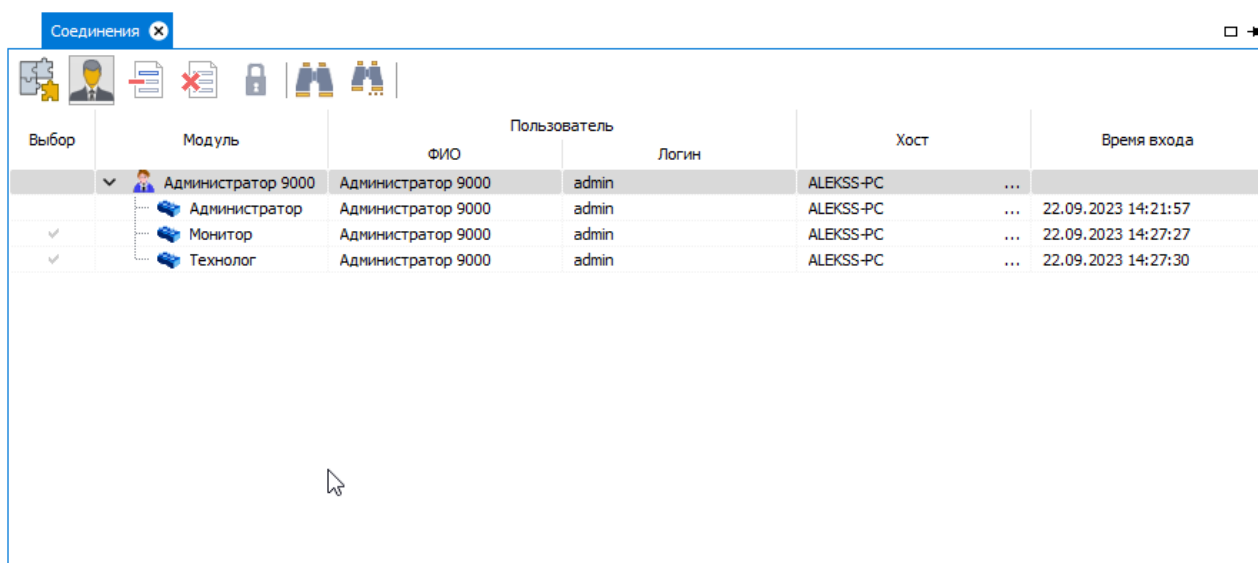 Соединения
Пользователь
Выбор Модуль ФИО Логин Хост Время входа
Администратор 9000 Администратор 9000 admin ALEKSS-PC ...
Администратор Администратор 9000 admin ALEKSS-PC ... 22.09.2023 14:21:57
Монитор Администратор 9000 admin ALEKSS-PC ... 22.09.2023 14:27:27
Технолог Администратор 9000 admin ALEKSS-PC ... 22.09.2023 14:27:30